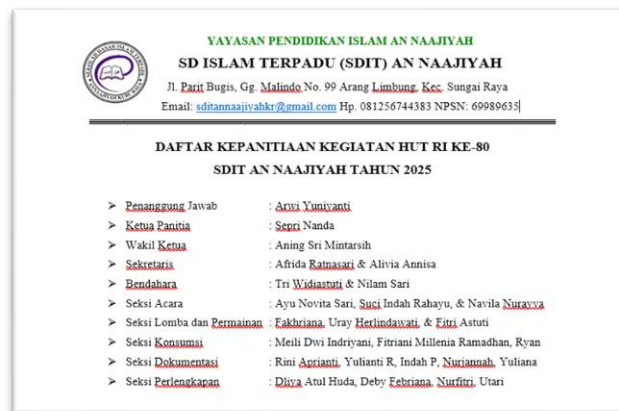 YAYASAN PENDIDIKAN ISLAM AN NAAJIYAH
SD ISLAM TERPADU (SDIT) AN NAAJIYAH
Jl. Parit Bugis, Gg. Malindo No. 99 Arang Limbung, Kec. Sungai Raya
Email: sditannaajiyahkr@gmail.com Hp. 081256744383 NPSN: 69989635
DAFTAR KEPANITIAAN KEGIATAN HUT RI KE-80
SDIT AN NAAJIYAH TAHUN 2025
➤ Penanggung Jawab : Arwi Yuniyanti
➤ Ketua Panitia : Sepri Nanda
➤ Wakil Ketua : Aning Sri Mintarsih
➤ Sekretaris : Afrida Ratnasari & Alivia Annisa
➤ Bendahara : Tri Widiastuti & Nilam Sari
➤ Seksi Acara : Ayu Novita Sari, Suci Indah Rahayu, & Navila Nurayya
➤ Seksi Lomba dan Permainan : Fakhriana, Uray Herlindawati, & Fitri Astuti
➤ Seksi Konsumsi : Meili Dwi Indriyani, Fitriani Millenia Ramadhan, Ryan
➤ Seksi Dokumentasi : Rini Aprianti, Yulianti R, Indah P, Nurjannah, Yuliana
➤ Seksi Perlengkapan : Dliya Atul Huda, Deby Febriana, Nurfitri, Utari